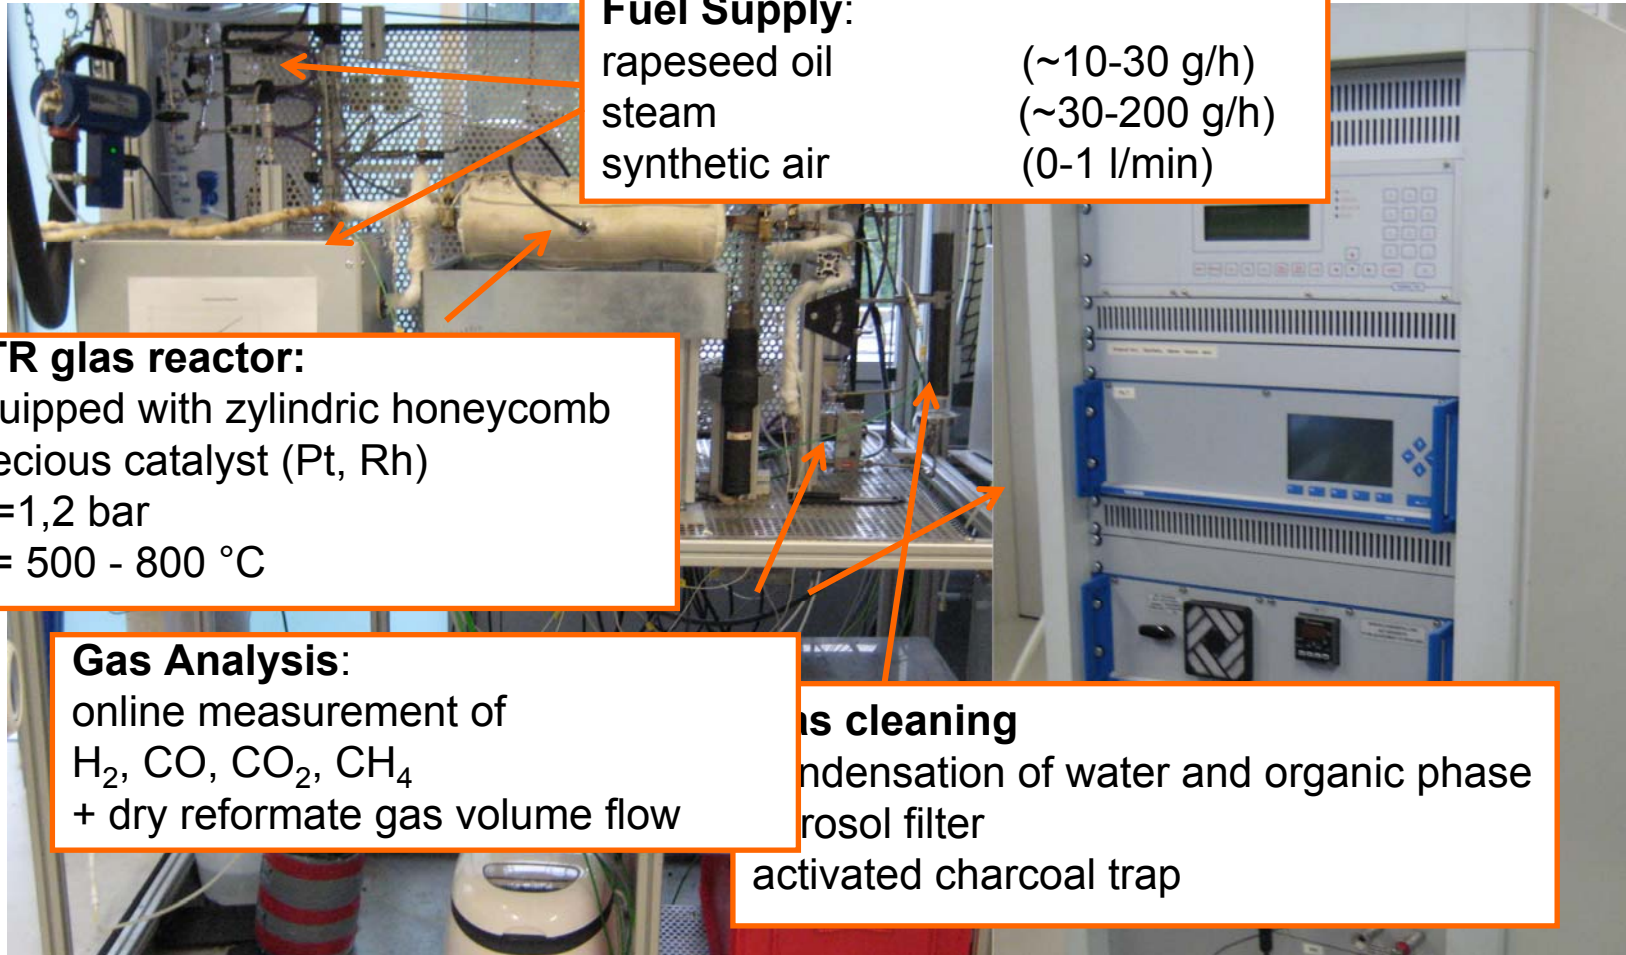 Fuel Supply:
rapeseed oil (~10-30 g/h)
steam (~30-200 g/h)
synthetic air (0-1 l/min)
TR glas reactor:
uipped with zylindric honeycomb
ecious catalyst (Pt, Rh)
=1,2 bar
= 500 - 800 °C
Gas Analysis:
online measurement of
H₂, CO, CO₂, CH₄
+ dry reformate gas volume flow
as cleaning
ndensation of water and organic phase
rosol filter
activated charcoal trap